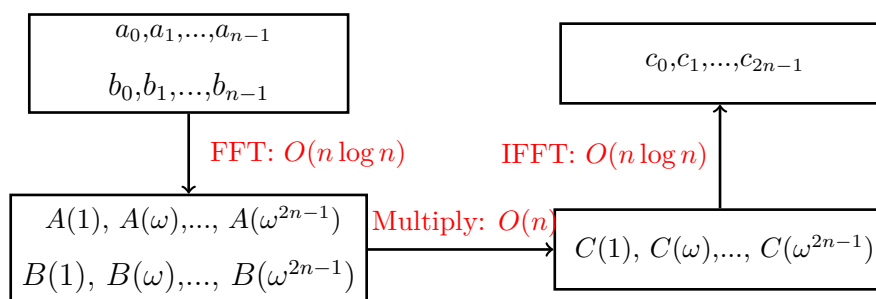 a₀,a₁,...,aₙ₋₁
b₀,b₁,...,bₙ₋₁
c₀,c₁,...,c₂ₙ₋₁
FFT: O(n log n)
IFFT: O(n log n)
A(1), A(ω),..., A(ω²ⁿ⁻¹)
B(1), B(ω),..., B(ω²ⁿ⁻¹)
Multiply: O(n)
C(1), C(ω),..., C(ω²ⁿ⁻¹)